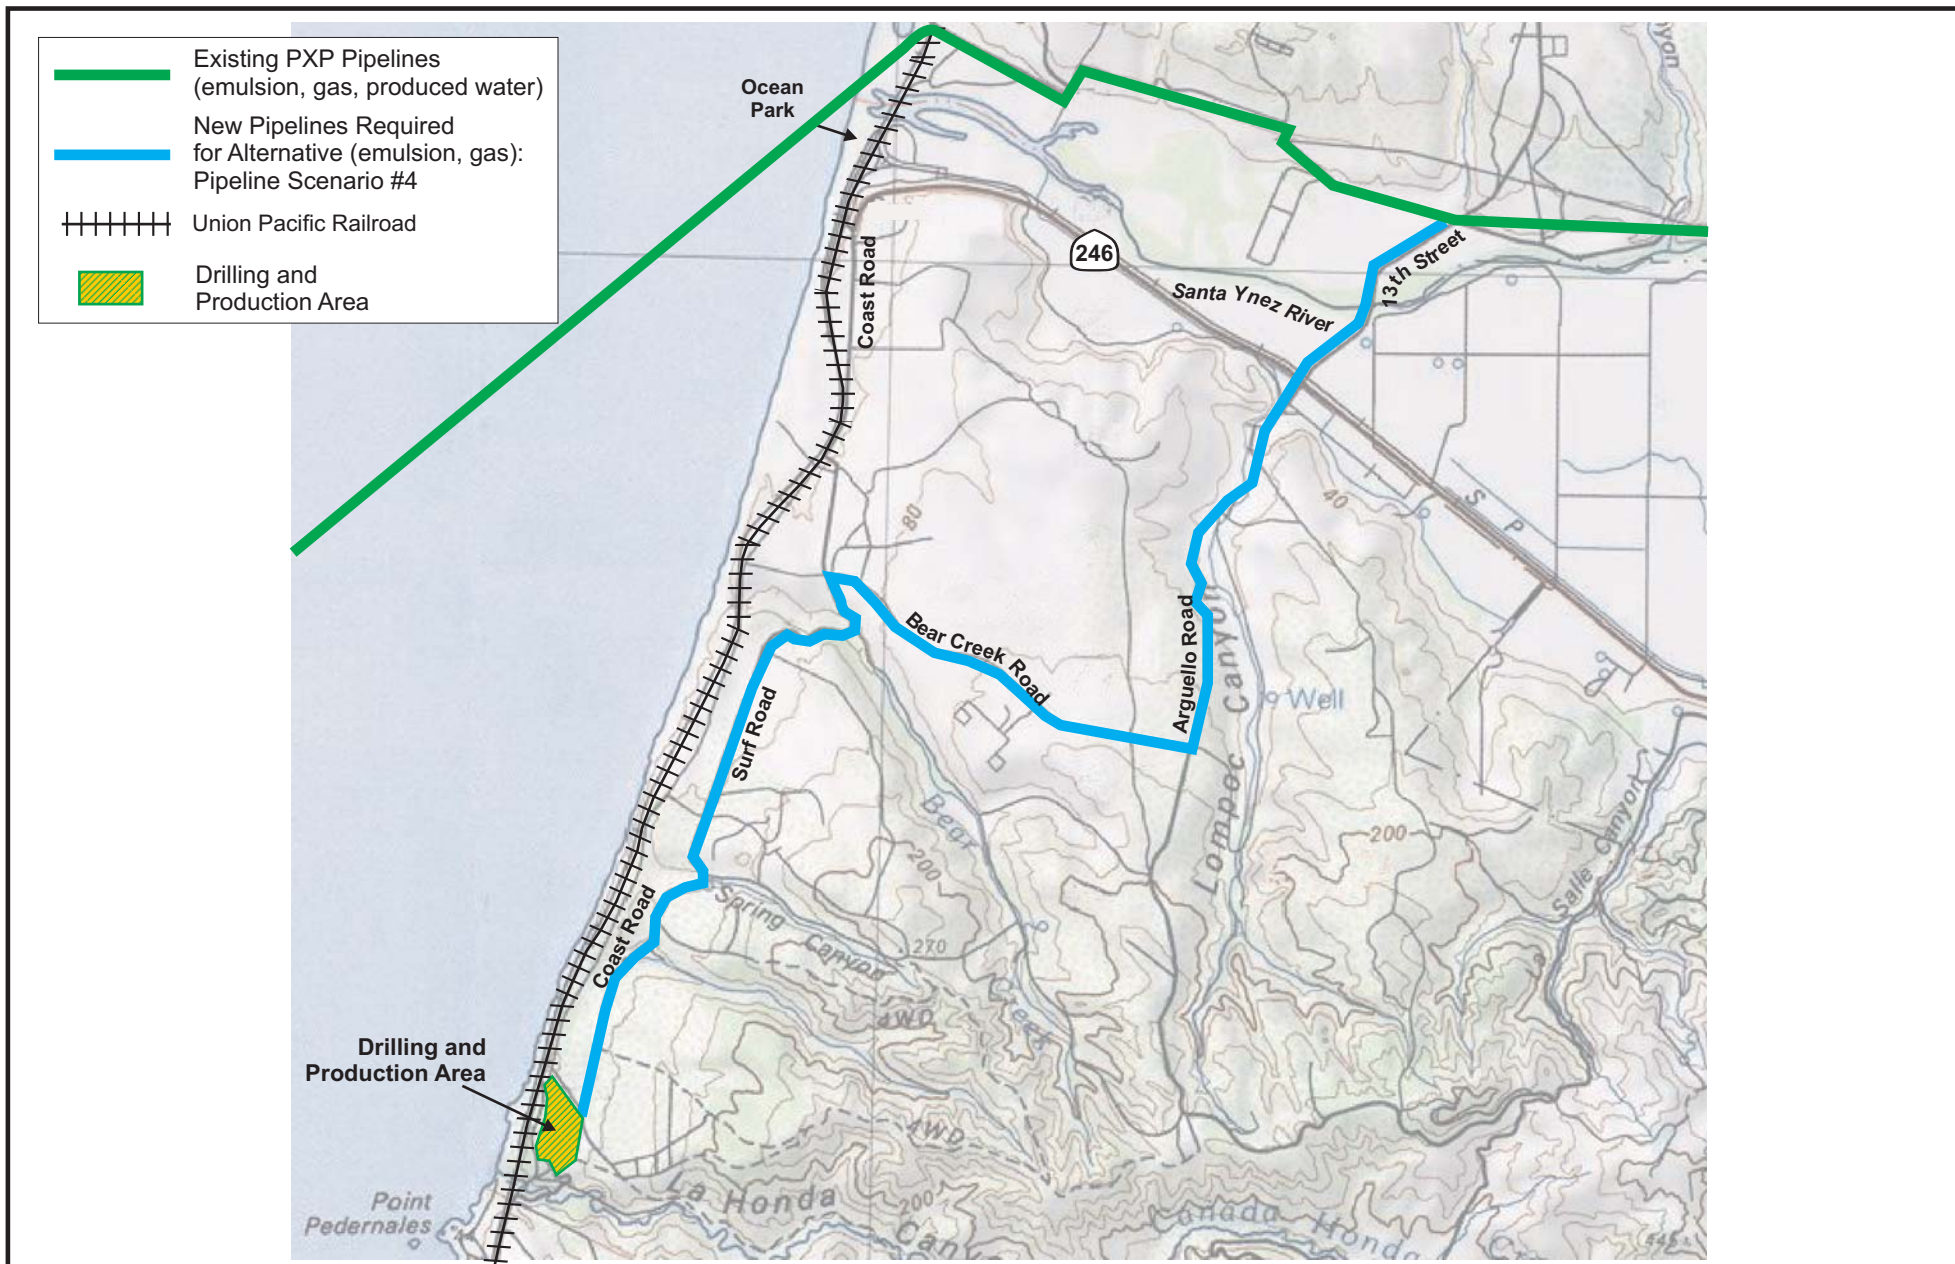 Existing PXP Pipelines
(emulsion, gas, produced water)
New Pipelines Required
for Alternative (emulsion, gas):
Pipeline Scenario #4
Union Pacific Railroad
Drilling and
Production Area
Ocean
Park
Coast Road
246
Santa Ynez River
13th Street
80
40
S P
Bear Creek Road
Arguello Road
Lompoc Canyon
Well
Surf Road
Bear Creek
200
200
Salle Canyon
Coast Road
Spring Canyon
270
4WD
Drilling and
Production Area
4WD
La Honda
200
Canada Honda
Point
Pedernales